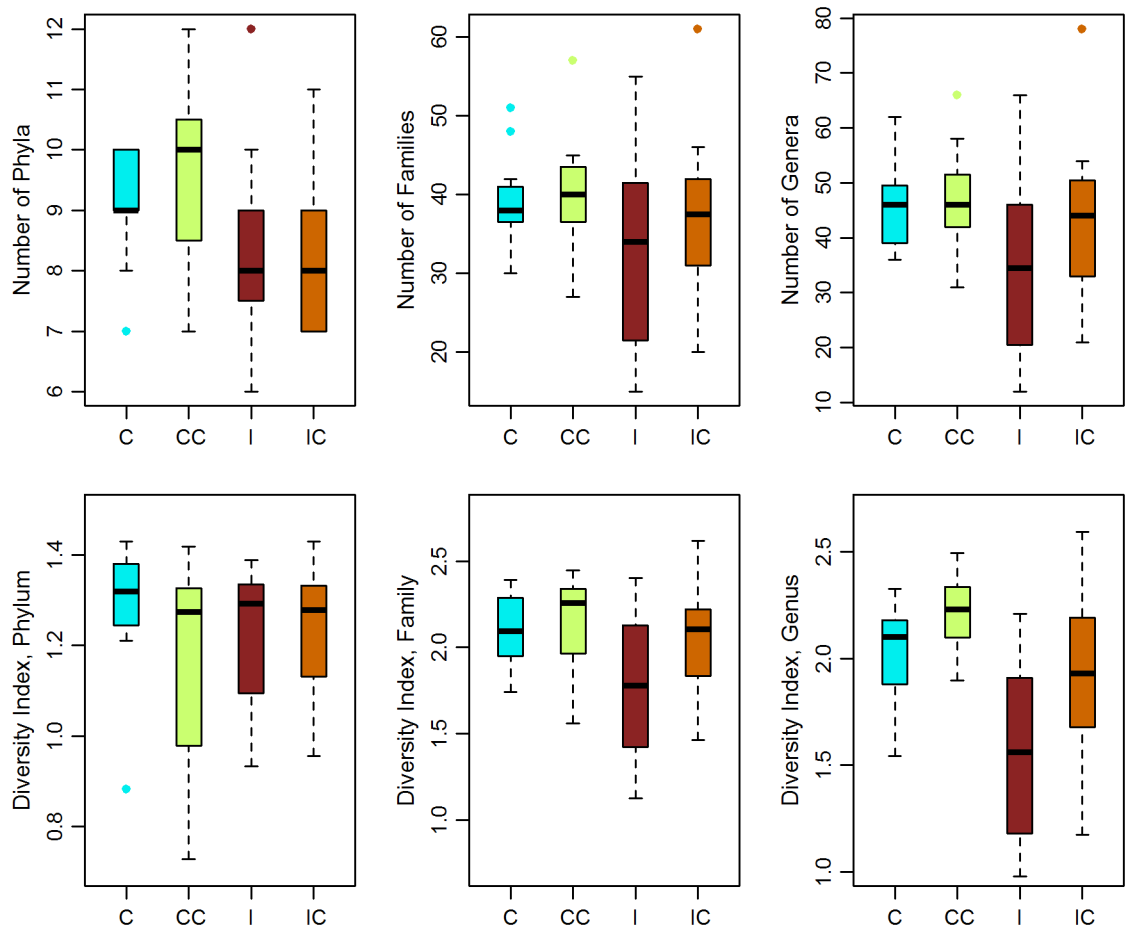 Number of Phyla
12
11
10
9
8
7
6
C CC I IC
Number of Families
60
50
40
30
20
C CC I IC
Number of Genera
80
70
60
50
40
30
20
10
C CC I IC
Diversity Index, Phylum
1.4
1.2
1.0
0.8
C CC I IC
Diversity Index, Family
2.5
2.0
1.5
1.0
C CC I IC
Diversity Index, Genus
2.5
2.0
1.5
1.0
C CC I IC